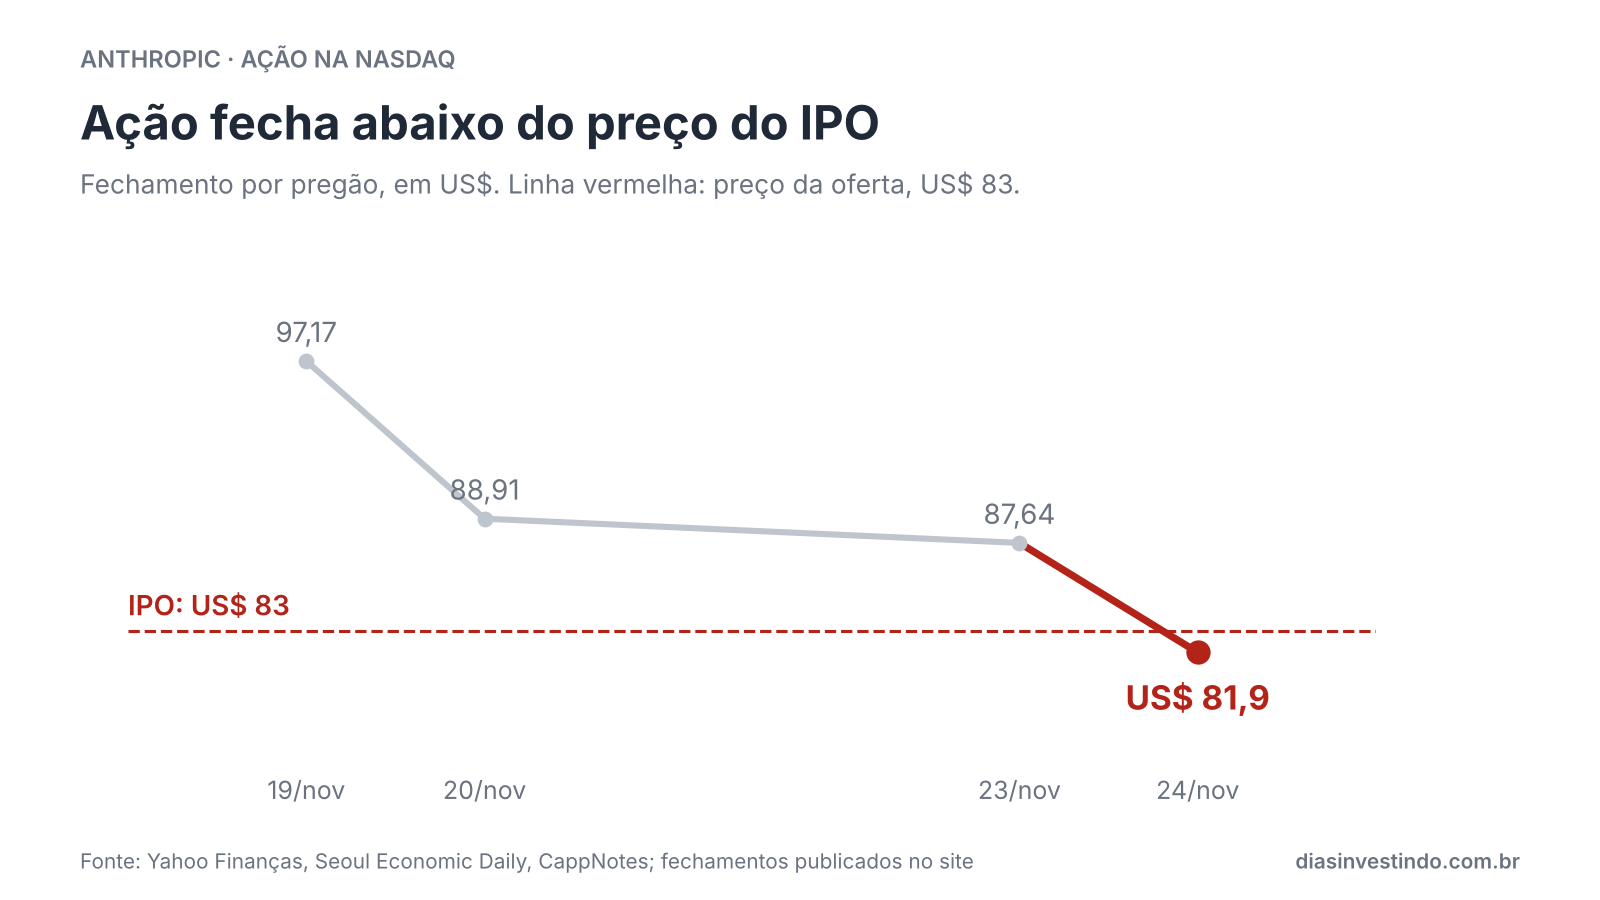 ANTHROPIC · AÇÃO NA NASDAQ
Ação fecha abaixo do preço do IPO
Fechamento por pregão, em US$. Linha vermelha: preço da oferta, US$ 83.
97,17
88,91
87,64
IPO: US$ 83
US$ 81,9
19/nov
20/nov
23/nov
24/nov
Fonte: Yahoo Finanças, Seoul Economic Daily, CappNotes; fechamentos publicados no site
diasinvestindo.com.br